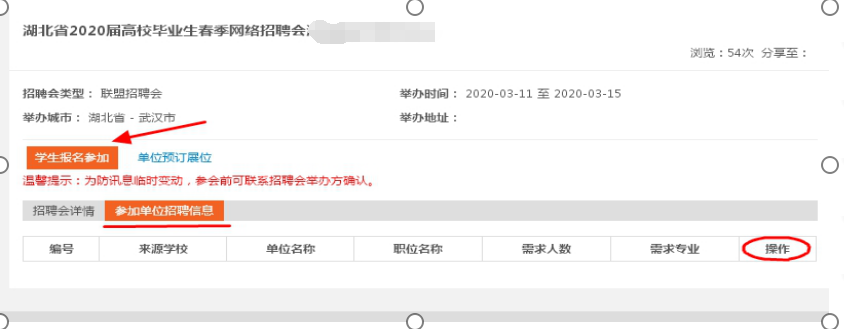 湖北省2020届高校毕业生春季网络招聘会
浏览：54次 分享至：
招聘会类型： 联盟招聘会 举办时间： 2020-03-11 至 2020-03-15
举办城市： 湖北省 - 武汉市 举办地址：
学生报名参加 单位预订展位
温馨提示：为防讯息临时变动，参会前可联系招聘会举办方确认。
招聘会详情 参加单位招聘信息
编号 来源学校 单位名称 职位名称 需求人数 需求专业 操作